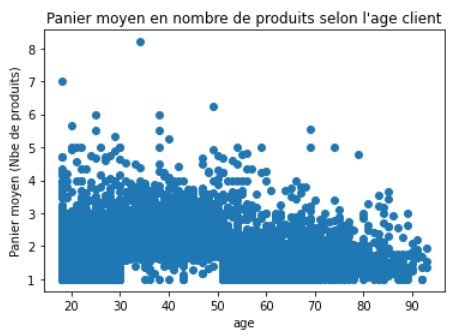 Panier moyen en nombre de produits selon l'age client
Panier moyen (Nbe de produits)
8
7
6
5
4
3
2
1
20 30 40 50 60 70 80 90
age